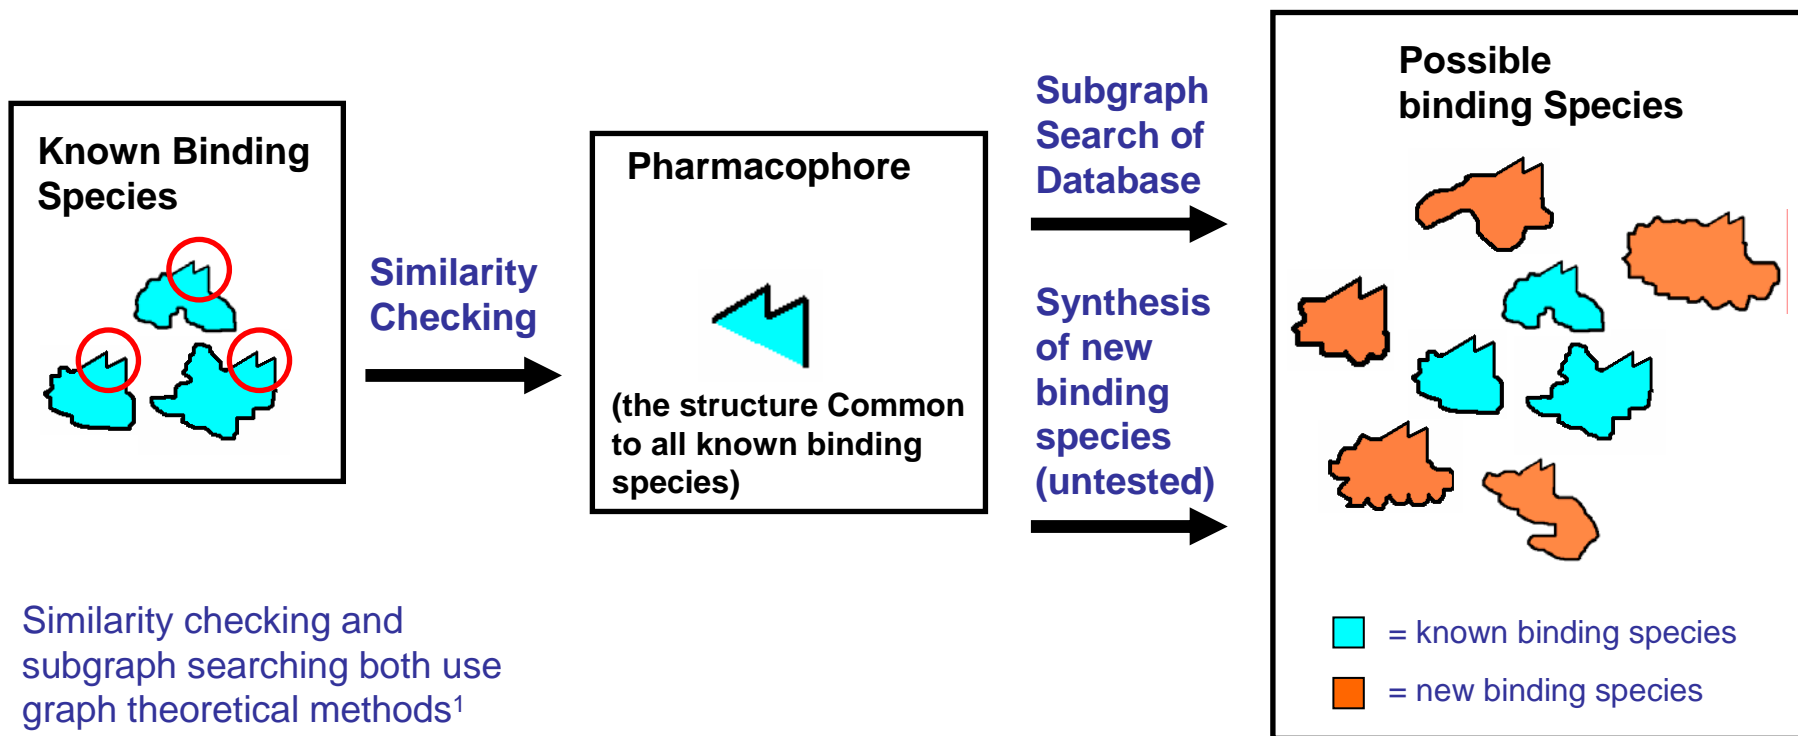 Known Binding
Species
Similarity
Checking
Pharmacophore
(the structure Common
to all known binding
species)
Subgraph
Search of
Database
Synthesis
of new
binding
species
(untested)
Possible
binding Species
= known binding species
= new binding species
Similarity checking and
subgraph searching both use
graph theoretical methods¹